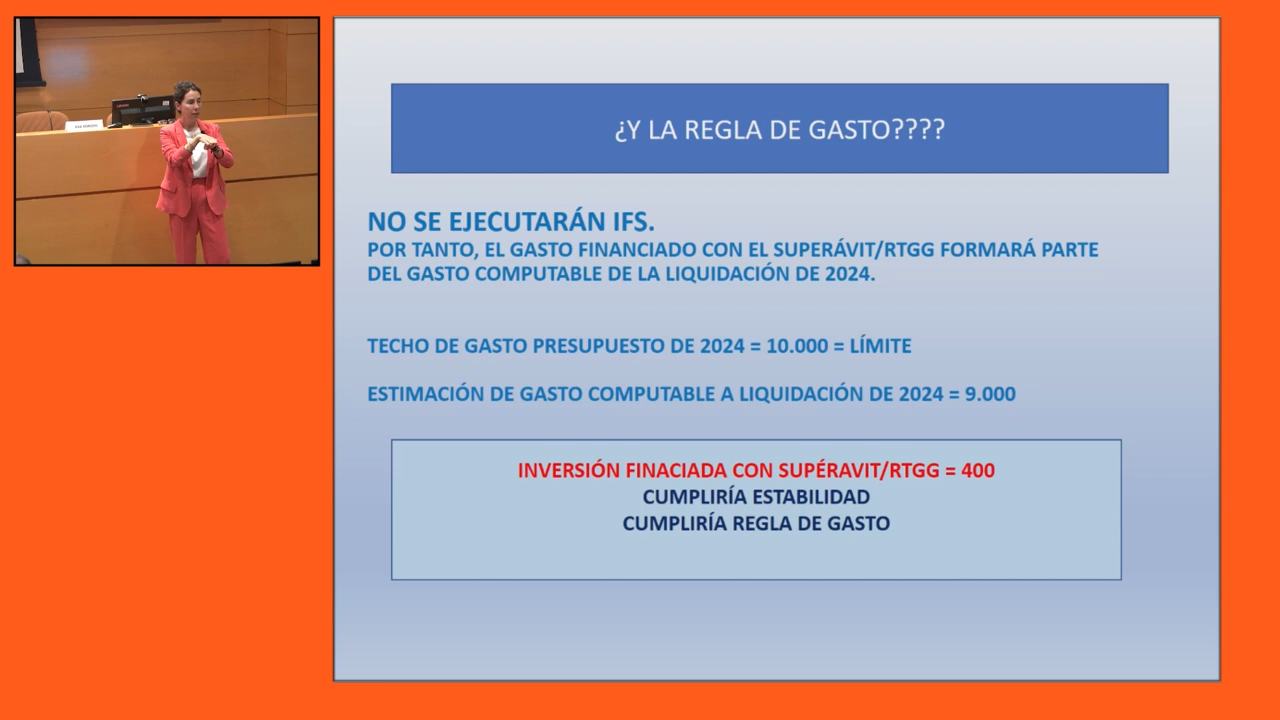 ¿Y LA REGLA DE GASTO????
NO SE EJECUTARÁN IFS.
POR TANTO, EL GASTO FINANCIADO CON EL SUPERÁVIT/RTGG FORMARÁ PARTE
DEL GASTO COMPUTABLE DE LA LIQUIDACIÓN DE 2024.
TECHO DE GASTO PRESUPUESTO DE 2024 = 10.000 = LÍMITE
ESTIMACIÓN DE GASTO COMPUTABLE A LIQUIDACIÓN DE 2024 = 9.000
INVERSIÓN FINACIADA CON SUPÉRAVIT/RTGG = 400
CUMPLIRÍA ESTABILIDAD
CUMPLIRÍA REGLA DE GASTO